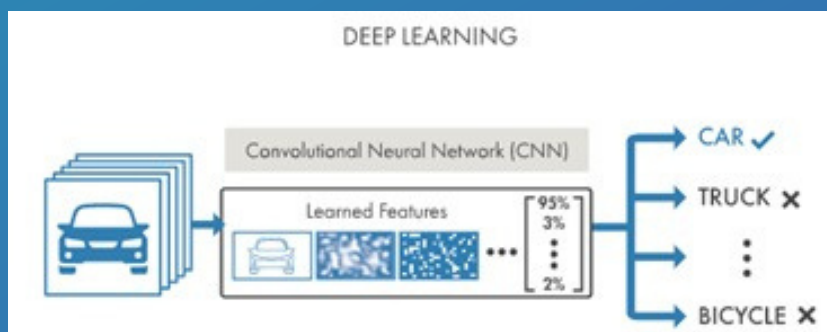 DEEP LEARNING
Convolutional Neural Network (CNN)
Learned Features
95%
3%
2%
CAR
TRUCK
BICYCLE